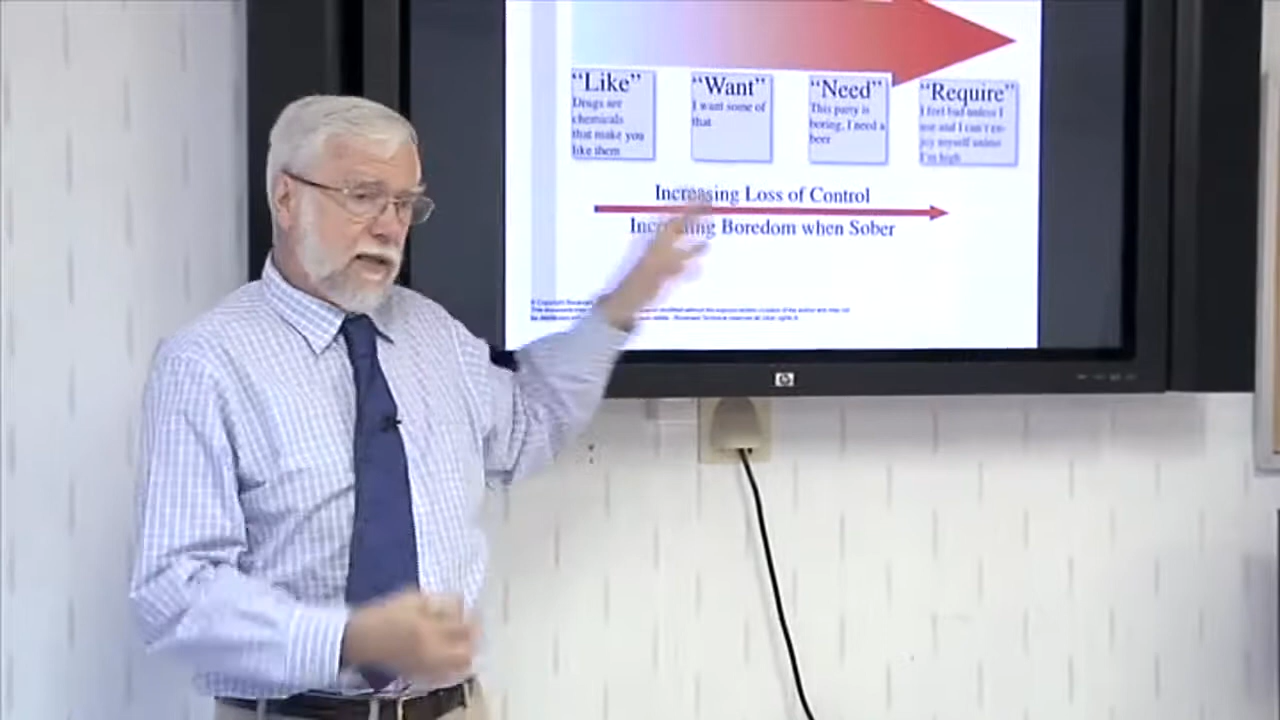 “Like”
Drugs are
chemicals
that make you
like them
“Want”
I want some of
that
“Need”
This party is
boring, I need a
beer
“Require”
I feel bad unless I
use and I can't en-
joy myself unless
I'm high
Increasing Loss of Control
Increasing Boredom when Sober
hp